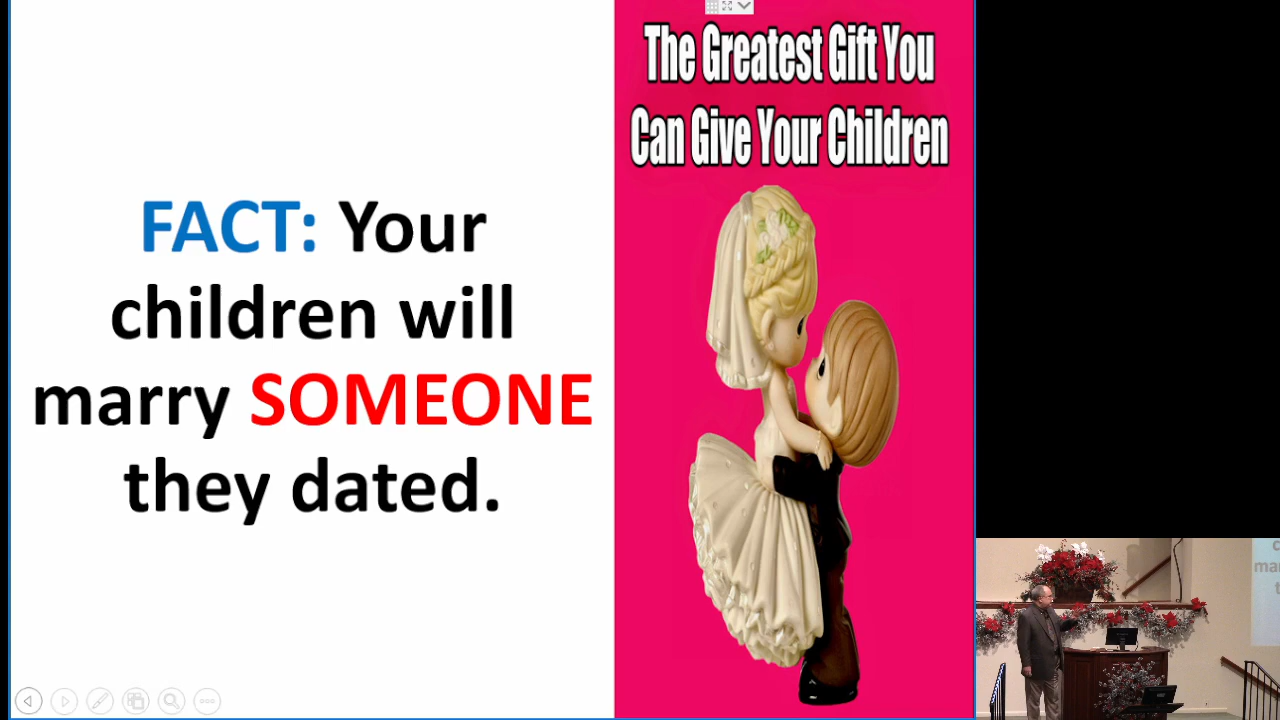 FACT: Your
children will
marry SOMEONE
they dated.
The Greatest Gift You
Can Give Your Children